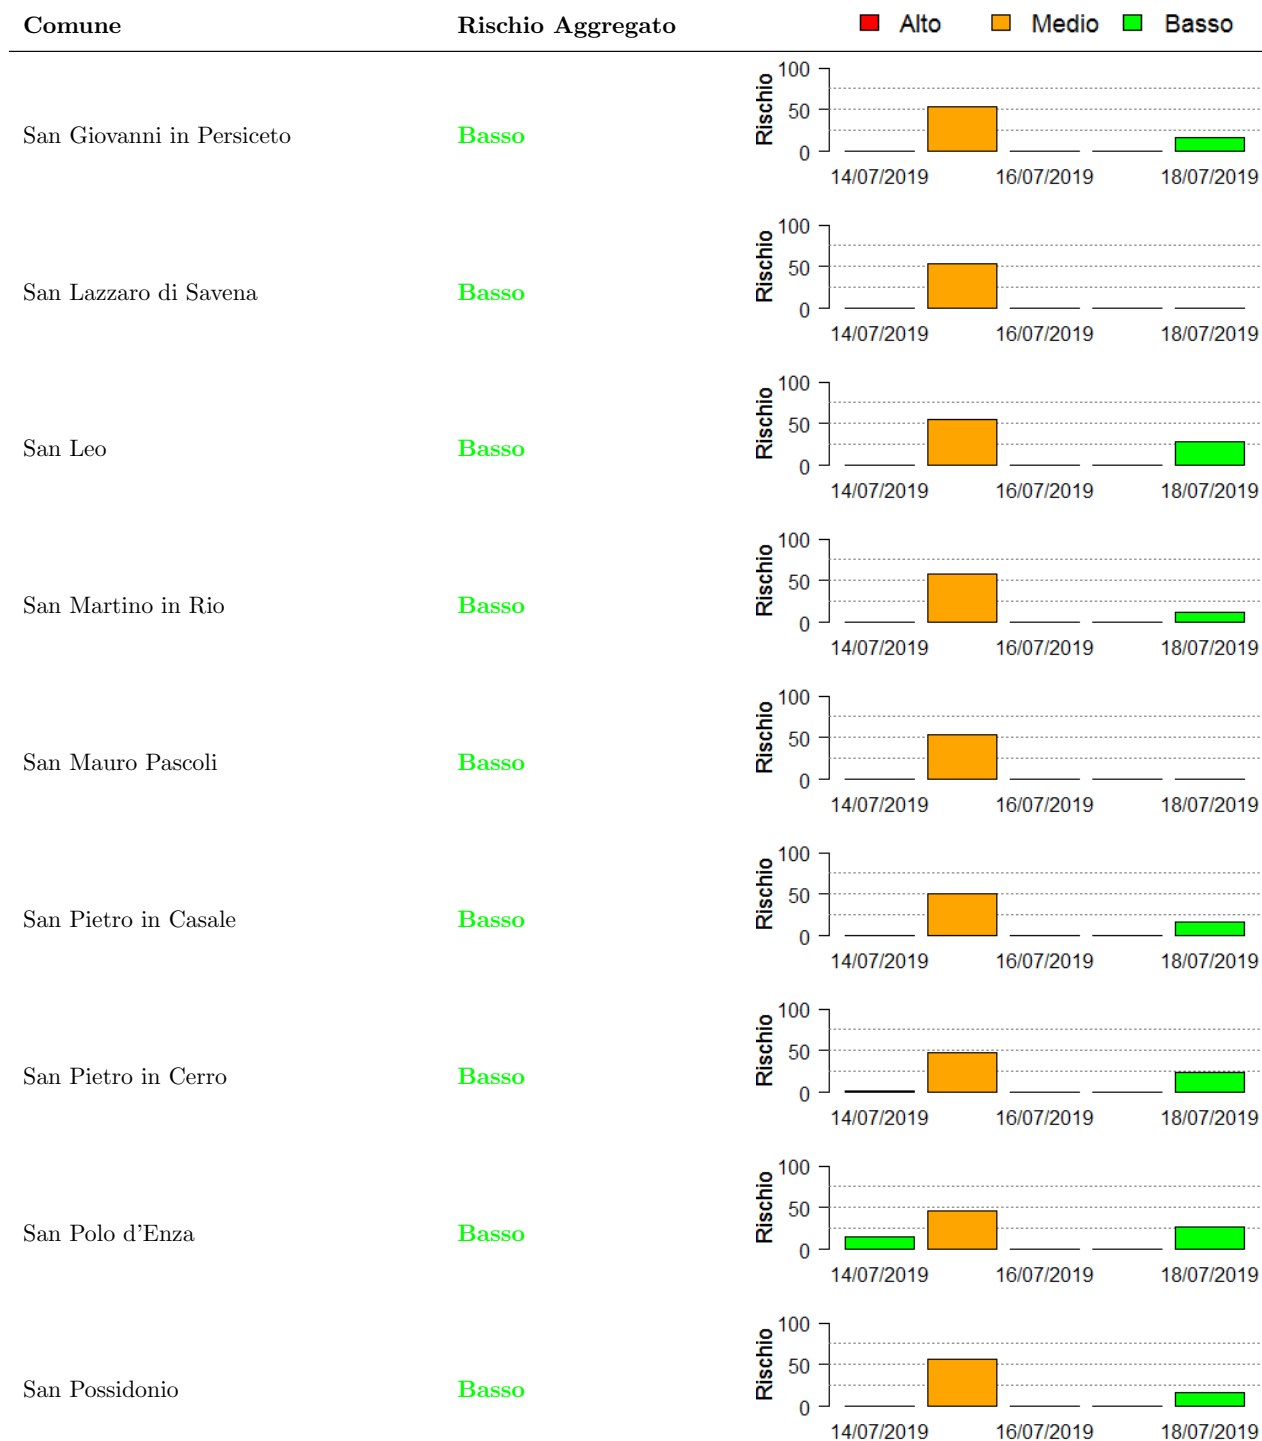 Comune Rischio Aggregato Alto Medio Basso
San Giovanni in Persiceto Basso Rischio 100 50 0
14/07/2019 16/07/2019 18/07/2019
San Lazzaro di Savena Basso Rischio 100 50 0
14/07/2019 16/07/2019 18/07/2019
San Leo Basso Rischio 100 50 0
14/07/2019 16/07/2019 18/07/2019
San Martino in Rio Basso Rischio 100 50 0
14/07/2019 16/07/2019 18/07/2019
San Mauro Pascoli Basso Rischio 100 50 0
14/07/2019 16/07/2019 18/07/2019
San Pietro in Casale Basso Rischio 100 50 0
14/07/2019 16/07/2019 18/07/2019
San Pietro in Cerro Basso Rischio 100 50 0
14/07/2019 16/07/2019 18/07/2019
San Polo d'Enza Basso Rischio 100 50 0
14/07/2019 16/07/2019 18/07/2019
San Possidonio Basso Rischio 100 50 0
14/07/2019 16/07/2019 18/07/2019